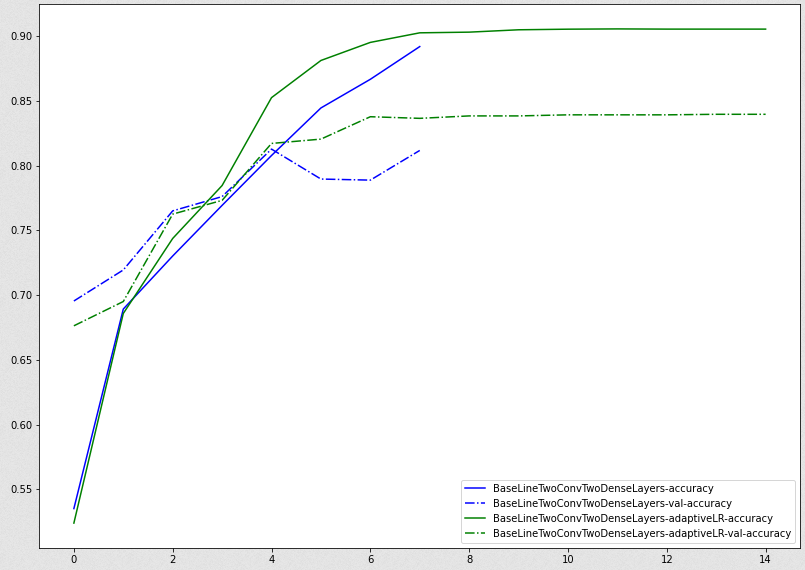 0.90
0.85
0.80
0.75
0.70
0.65
0.60
0.55
BaseLineTwoConvTwoDenseLayers-accuracy
BaseLineTwoConvTwoDenseLayers-val-accuracy
BaseLineTwoConvTwoDenseLayers-adaptiveLR-accuracy
BaseLineTwoConvTwoDenseLayers-adaptiveLR-val-accuracy
0 2 4 6 8 10 12 14